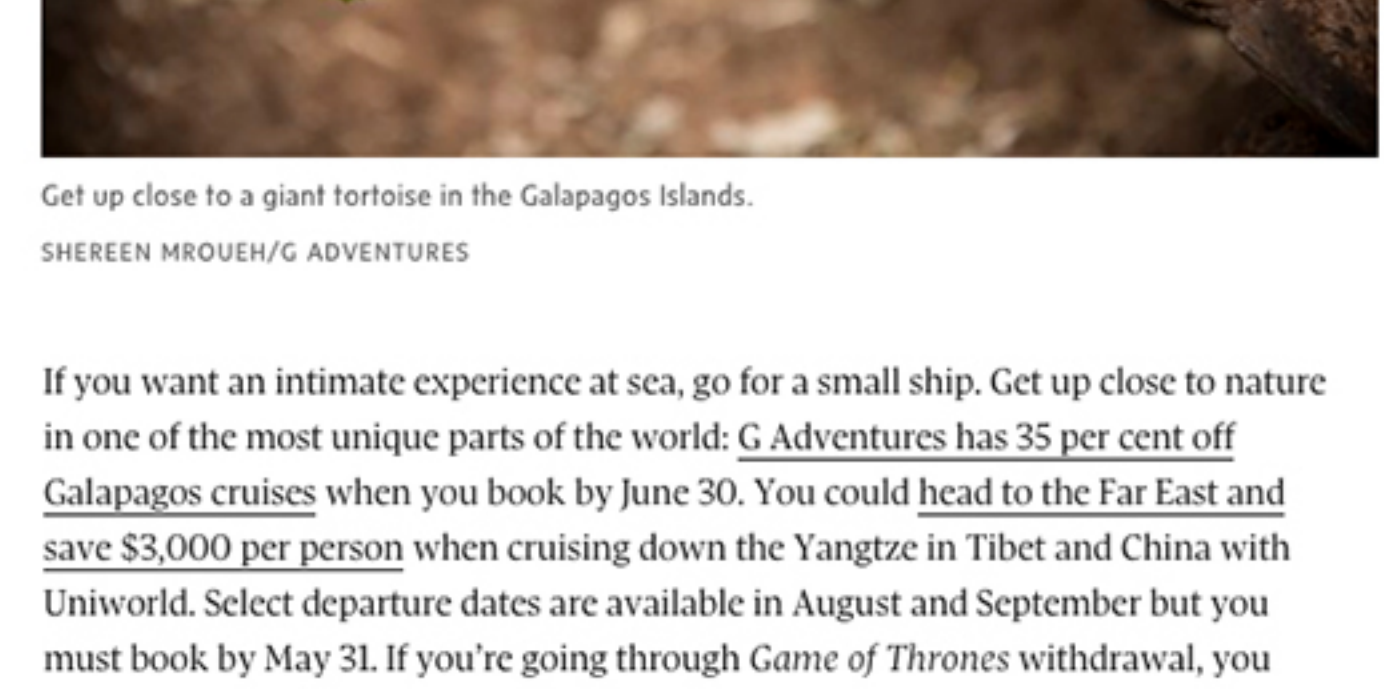 Get up close to a giant tortoise in the Galapagos Islands.
SHEREEN MROUEH/G ADVENTURES
If you want an intimate experience at sea, go for a small ship. Get up close to nature
in one of the most unique parts of the world: G Adventures has 35 per cent off
Galapagos cruises when you book by June 30. You could head to the Far East and
save $3,000 per person when cruising down the Yangtze in Tibet and China with
Uniworld. Select departure dates are available in August and September but you
must book by May 31. If you’re going through Game of Thrones withdrawal, you